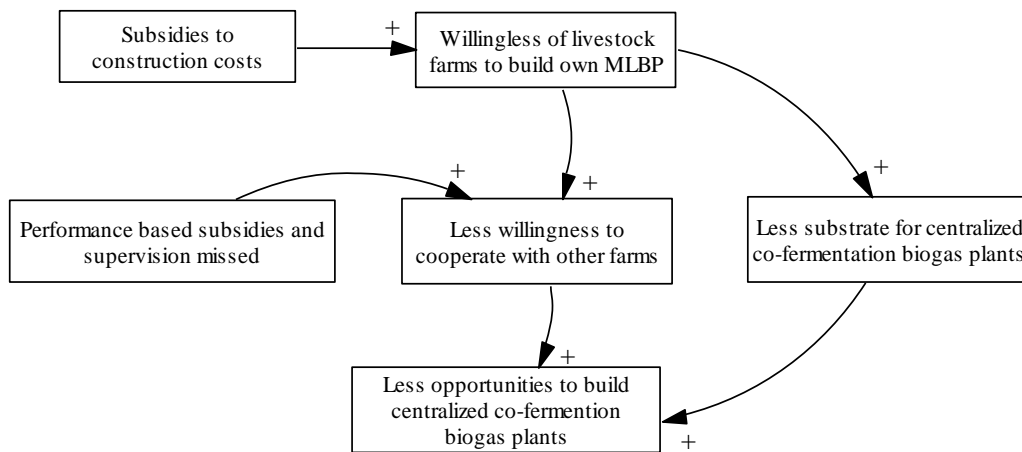 Subsidies to
construction costs
+
Willingless of livestock
farms to build own MLBP
+
+
+
Performance based subsidies and
supervision missed
Less willingness to
cooperate with other farms
Less substrate for centralized
co-fermentation biogas plants
+
Less opportunities to build
centralized co-fermention
biogas plants
+